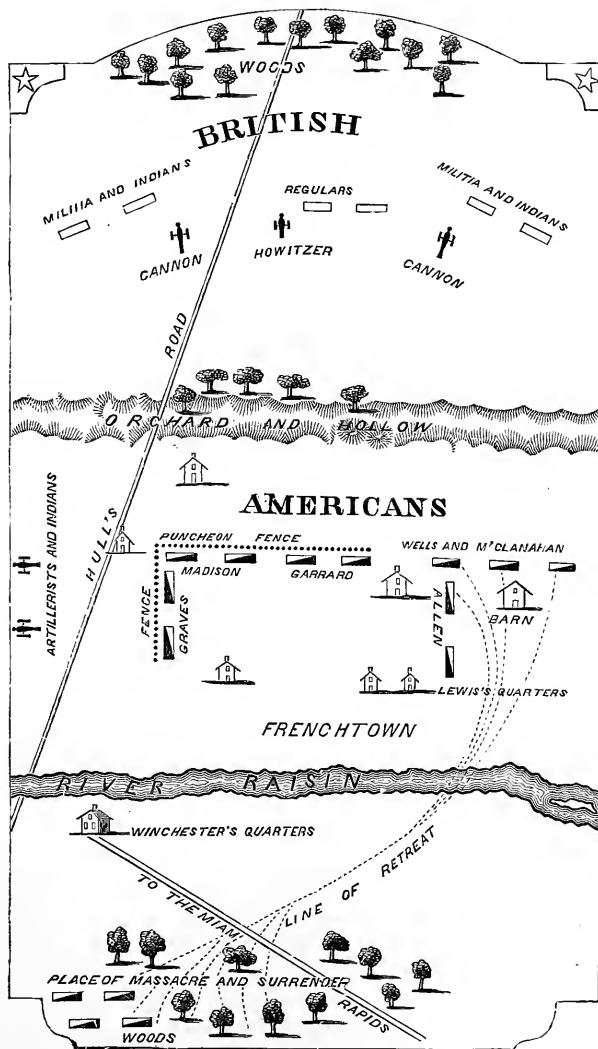 WOODS
BRITISH
MILITIA AND INDIANS
REGULARS
MILITIA AND INDIANS
CANNON
HOWITZER
CANNON
HULL'S ROAD
ORCHARD AND HOLLOW
AMERICANS
ARTILLERISTS AND INDIANS
PUNCHEON FENCE
WELLS AND M'CLANAHAN
MADISON
GARRARD
FENCE
GRAVES
ALLEN
BARN
LEWIS'S QUARTERS
FRENCHTOWN
RIVER RAISIN
WINCHESTER'S QUARTERS
LINE OF RETREAT
TO THE MIAMI RAPIDS
PLACE OF MASSACRE AND SURRENDER
WOODS